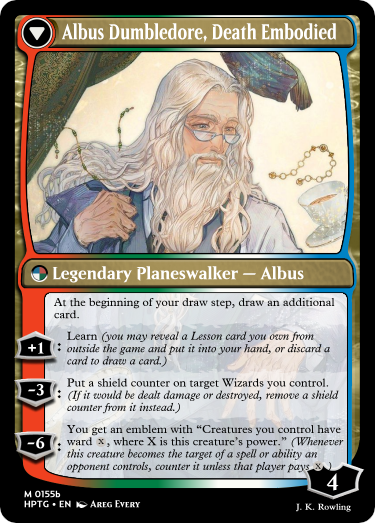 Albus Dumbledore, Death Embodied
Legendary Planeswalker — Albus
At the beginning of your draw step, draw an additional
card.
+1: Learn (you may reveal a Lesson card you own from
outside the game and put it into your hand, or discard a
card to draw a card.)
-3: Put a shield counter on target Wizards you control.
(If it would be dealt damage or destroyed, remove a shield
counter from it instead.)
-6: You get an emblem with “Creatures you control have
ward X, where X is this creature’s power.” (Whenever
this creature becomes the target of a spell or ability an
opponent controls, counter it unless that player pays X.)
4
M 0155b
HPTG • EN Areg Every
J. K. Rowling